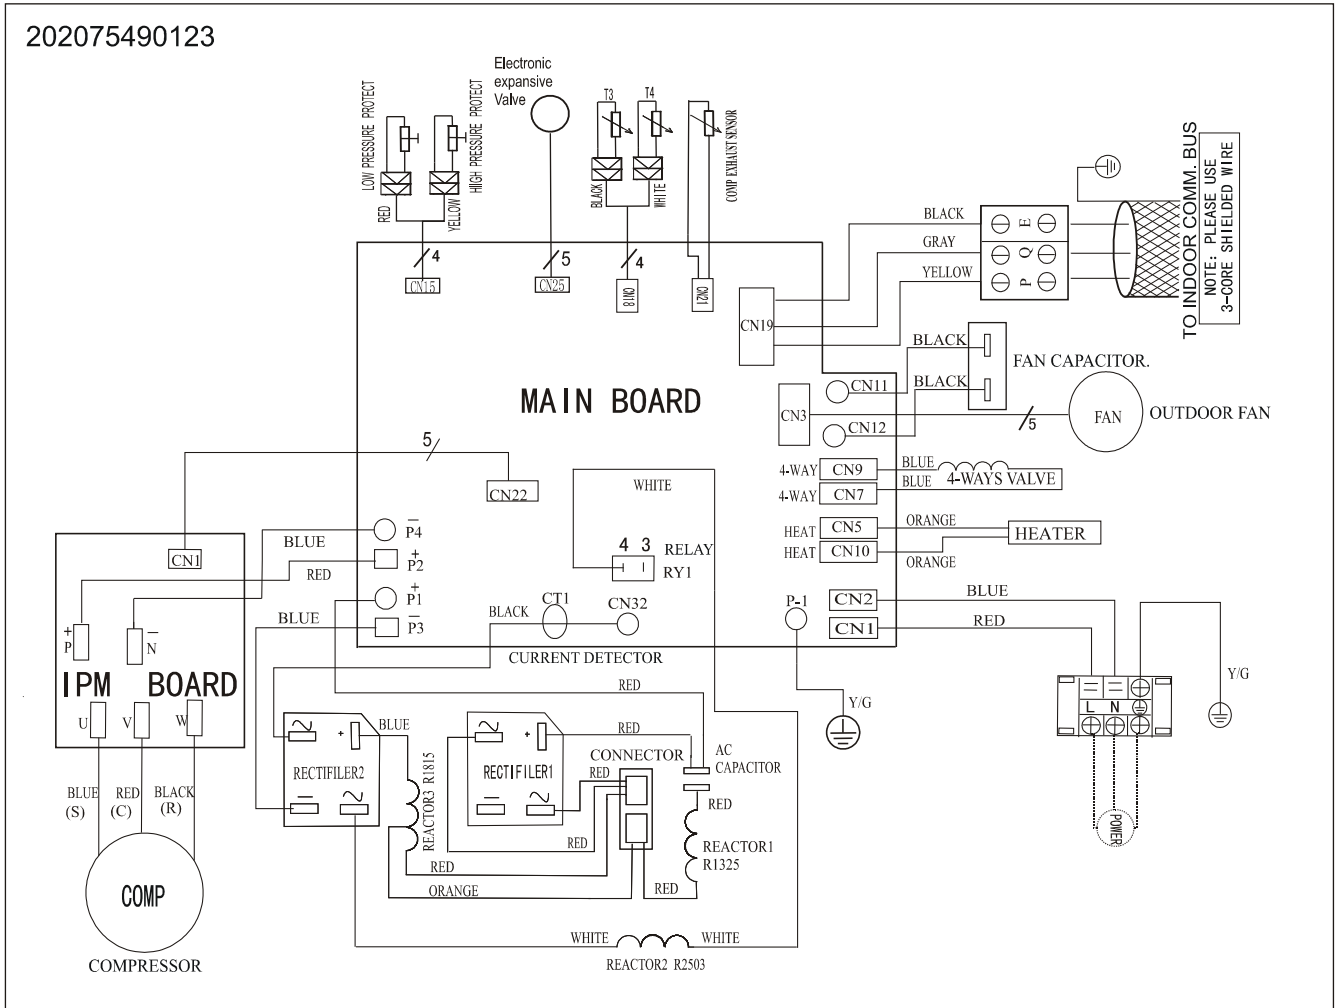 202075490123
LOW PRESSURE PROTECT
HIIGH PRESSURE PROTECT
Electronic
expansive
Valve
T3
T4
COMP EXHAUST SENSOR
RED
YELLOW
BLACK
WHITE
4
5
4
CN15
CN25
CN18
CN21
BLACK
GRAY
YELLOW
E
Q
P
TO INDOOR COMM. BUS
NOTE: PLEASE USE
3-CORE SHIELDED WIRE
CN19
MAIN BOARD
BLACK
BLACK
FAN CAPACITOR.
CN11
CN3
CN12
5
FAN
OUTDOOR FAN
4-WAY
CN9
BLUE
4-WAYS VALVE
4-WAY
CN7
BLUE
HEAT
CN5
ORANGE
HEATER
HEAT
CN10
ORANGE
CN2
BLUE
CN1
RED
P-1
Y/G
Y/G
L N
POWER
5
CN22
WHITE
4 3
RELAY
RY1
CN1
BLUE
P4
−
RED
P2
+
P1
+
BLUE
P3
−
BLACK
CT1
CN32
CURRENT DETECTOR
+
P
−
N
IPM BOARD
U
V
W
BLUE
(S)
RED
(C)
BLACK
(R)
COMP
COMPRESSOR
RED
BLUE
+
RECTIFILER2
−
REACTOR3 R1815
RED
+
RECTIFILER1
−
CONNECTOR
RED
RED
RED
ORANGE
AC
CAPACITOR
RED
REACTOR1
R1325
RED
WHITE
WHITE
REACTOR2 R2503